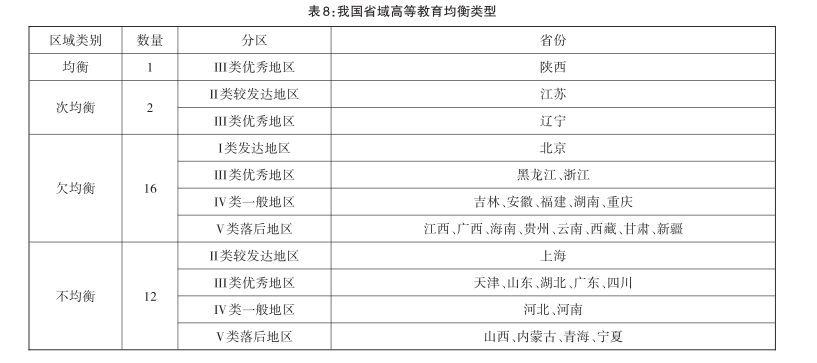 表8:我国省域高等教育均衡类型
区域类别 数量 分区 省份
均衡 1 III类优秀地区 陕西
次均衡 2 II类较发达地区 江苏
III类优秀地区 辽宁
欠均衡 16 I类发达地区 北京
III类优秀地区 黑龙江、浙江
IV类一般地区 吉林、安徽、福建、湖南、重庆
V类落后地区 江西、广西、海南、贵州、云南、西藏、甘肃、新疆
不均衡 12 II类较发达地区 上海
III类优秀地区 天津、山东、湖北、广东、四川
IV类一般地区 河北、河南
V类落后地区 山西、内蒙古、青海、宁夏